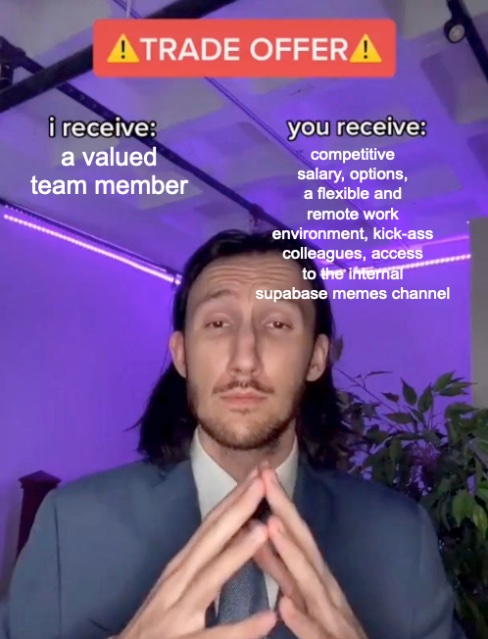 ⚠️TRADE OFFER⚠️
i receive:
a valued
team member
you receive:
competitive
salary, options,
a flexible and
remote work
environment, kick-ass
colleagues, access
to the internal
supabase memes channel